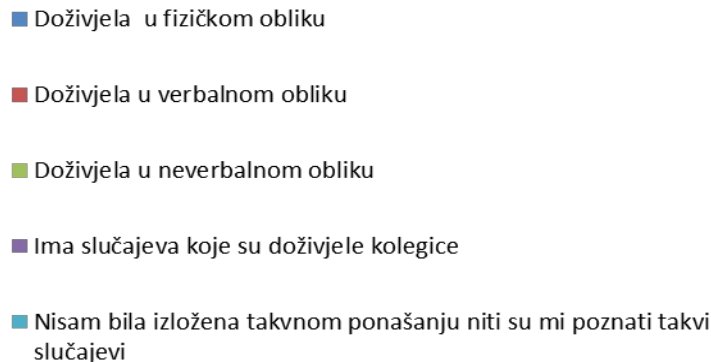 Doživjela  u fizičkom obliku
Doživjela u verbalnom obliku
Doživjela u neverbalnom obliku
Ima slučajeva koje su doživjele kolegice
Nisam bila izložena takvnom ponašanju niti su mi poznati takvi
slučajevi